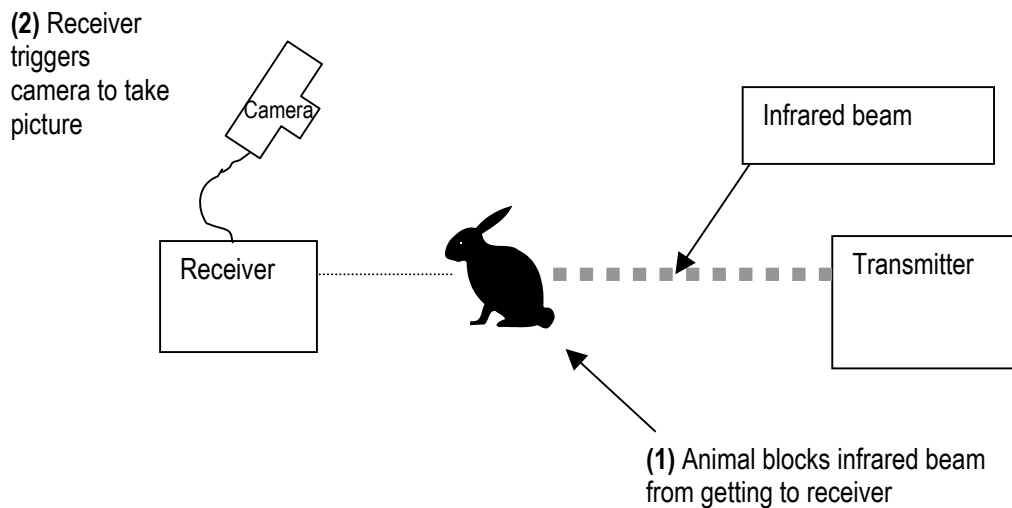 (2) Receiver
triggers
camera to take
picture
Camera
Infrared beam
Receiver
Transmitter
(1) Animal blocks infrared beam
from getting to receiver